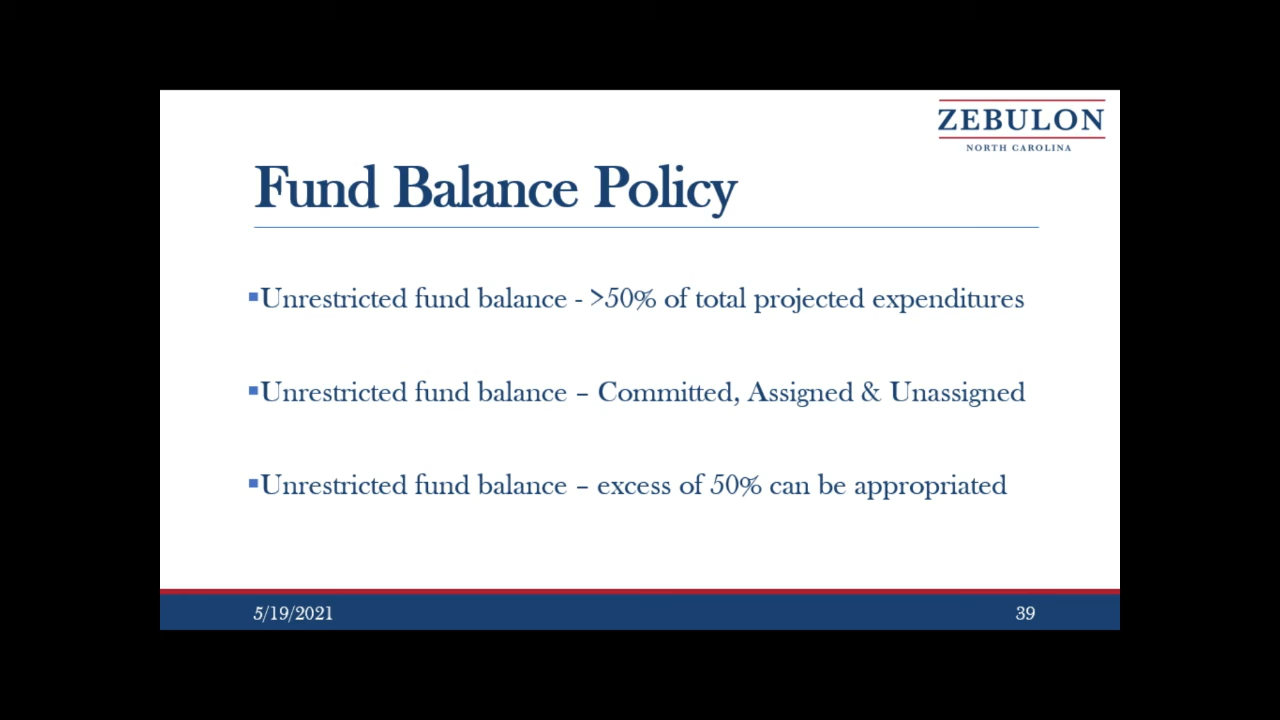 ZEBULON
NORTH CAROLINA
Fund Balance Policy
▪Unrestricted fund balance - >50% of total projected expenditures
▪Unrestricted fund balance – Committed, Assigned & Unassigned
▪Unrestricted fund balance – excess of 50% can be appropriated
5/19/2021
39